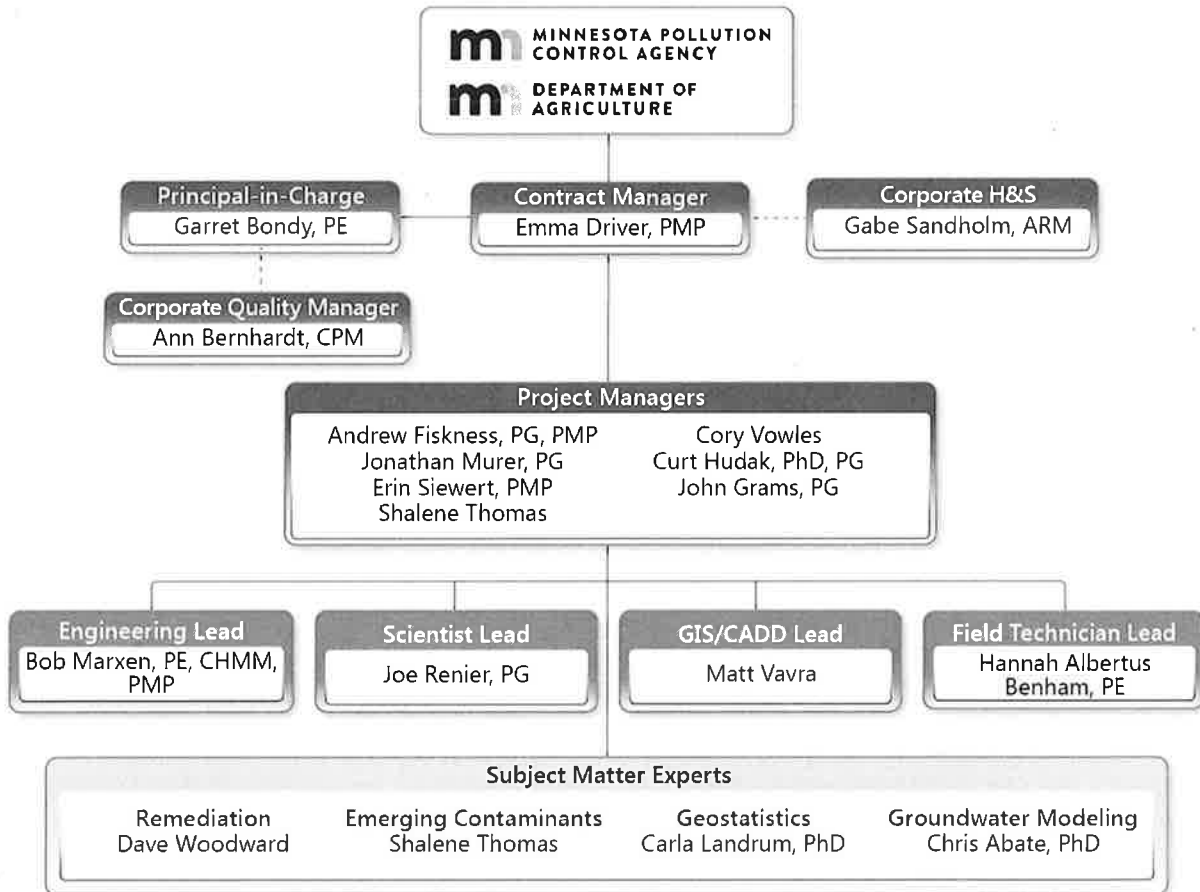 MINNESOTA POLLUTION
CONTROL AGENCY
DEPARTMENT OF
AGRICULTURE
Principal-in-Charge
Garret Bondy, PE
Contract Manager
Emma Driver, PMP
Corporate H&S
Gabe Sandholm, ARM
Corporate Quality Manager
Ann Bernhardt, CPM
Project Managers
Andrew Fiskness, PG, PMP
Jonathan Murer, PG
Erin Siewert, PMP
Shalene Thomas
Cory Vowles
Curt Hudak, PhD, PG
John Grams, PG
Engineering Lead
Bob Marxen, PE, CHMM,
PMP
Scientist Lead
Joe Renier, PG
GIS/CADD Lead
Matt Vavra
Field Technician Lead
Hannah Albertus
Benham, PE
Subject Matter Experts
Remediation
Dave Woodward
Emerging Contaminants
Shalene Thomas
Geostatistics
Carla Landrum, PhD
Groundwater Modeling
Chris Abate, PhD